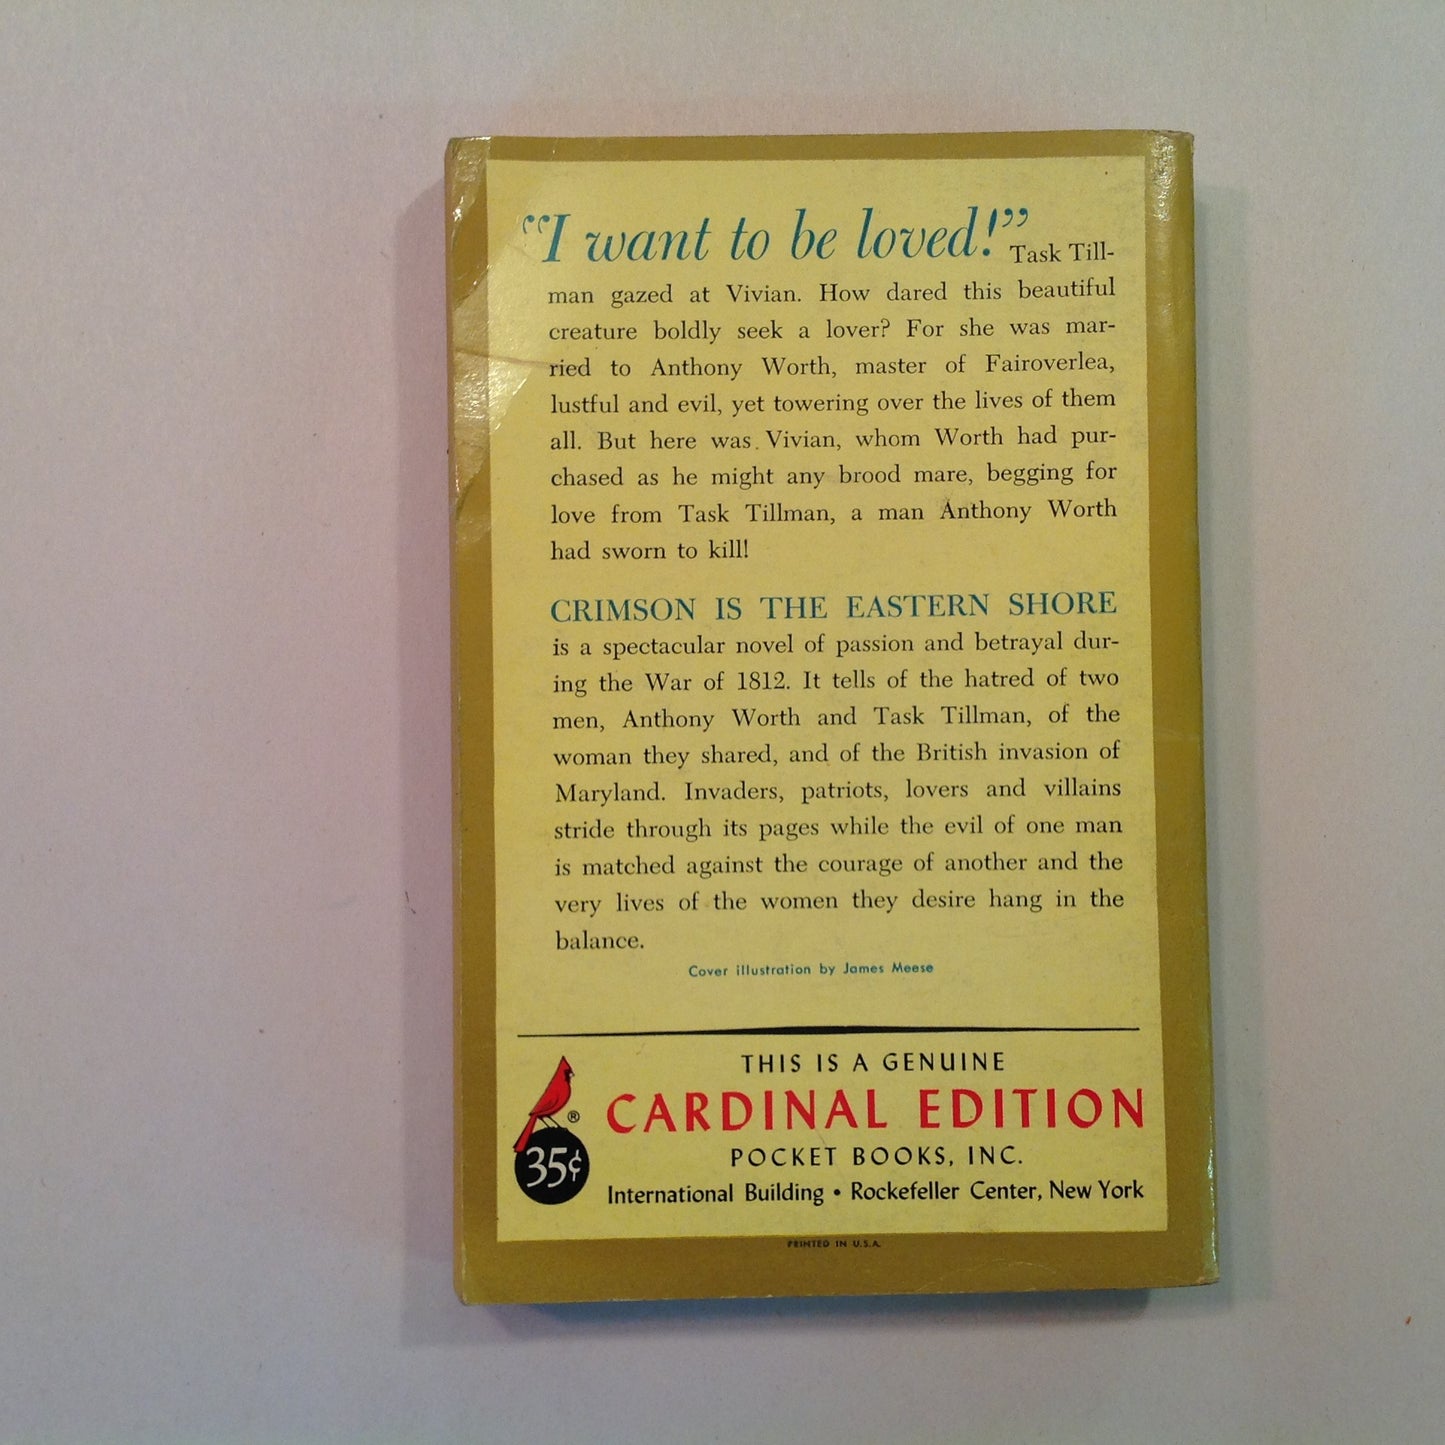 “I want to be loved!” Task Till-
man gazed at Vivian. How dared this beautiful
creature boldly seek a lover? For she was mar-
ried to Anthony Worth, master of Fairoverlea,
lustful and evil, yet towering over the lives of them
all. But here was Vivian, whom Worth had pur-
chased as he might any brood mare, begging for
love from Task Tillman, a man Anthony Worth
had sworn to kill!
CRIMSON IS THE EASTERN SHORE
is a spectacular novel of passion and betrayal dur-
ing the War of 1812. It tells of the hatred of two
men, Anthony Worth and Task Tillman, of the
woman they shared, and of the British invasion of
Maryland. Invaders, patriots, lovers and villains
stride through its pages while the evil of one man
is matched against the courage of another and the
very lives of the women they desire hang in the
balance.
Cover illustration by James Meese
THIS IS A GENUINE
CARDINAL EDITION
®
35¢
POCKET BOOKS, INC.
International Building • Rockefeller Center, New York
PRINTED IN U.S.A.